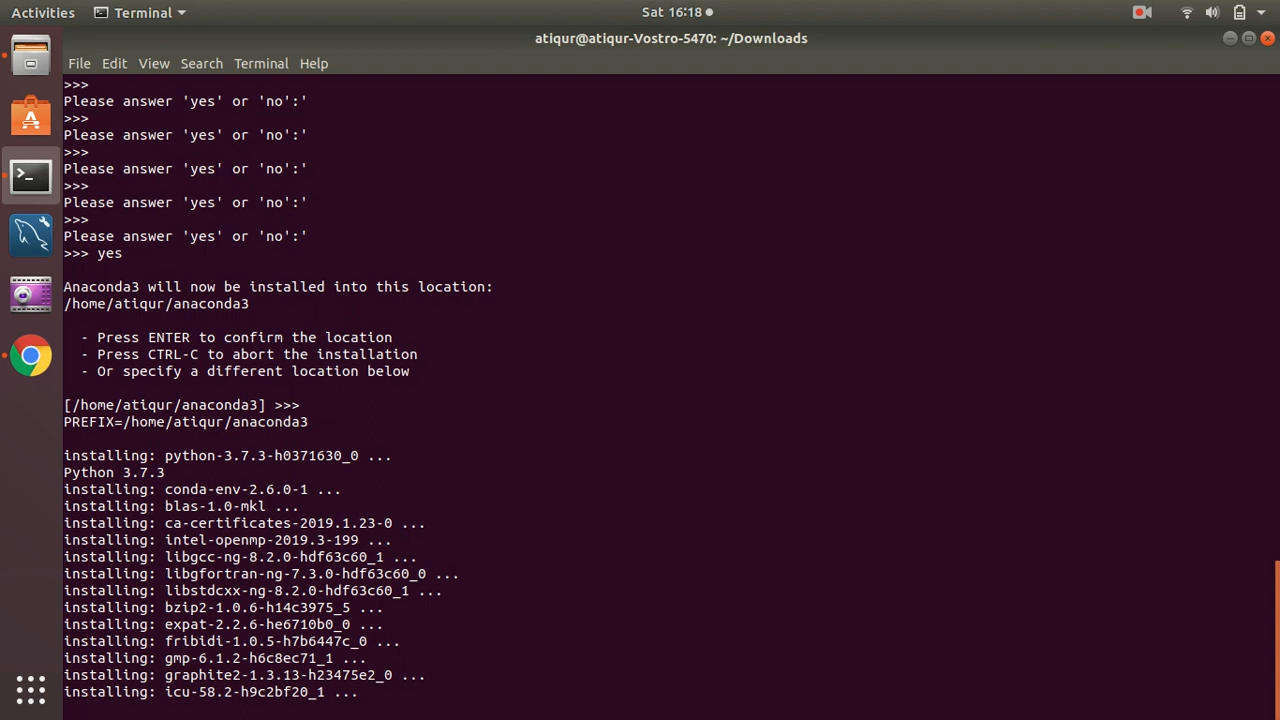 Activities Terminal Sat 16:18
atiqur@atiqur-Vostro-5470: ~/Downloads
File Edit View Search Terminal Help
>>>
Please answer 'yes' or 'no':'
>>>
Please answer 'yes' or 'no':'
>>>
Please answer 'yes' or 'no':'
>>>
Please answer 'yes' or 'no':'
>>>
Please answer 'yes' or 'no':'
>>> yes
Anaconda3 will now be installed into this location:
/home/atiqur/anaconda3
- Press ENTER to confirm the location
- Press CTRL-C to abort the installation
- Or specify a different location below
[/home/atiqur/anaconda3] >>>
PREFIX=/home/atiqur/anaconda3
installing: python-3.7.3-h0371630_0 ...
Python 3.7.3
installing: conda-env-2.6.0-1 ...
installing: blas-1.0-mkl ...
installing: ca-certificates-2019.1.23-0 ...
installing: intel-openmp-2019.3-199 ...
installing: libgcc-ng-8.2.0-hdf63c60_1 ...
installing: libgfortran-ng-7.3.0-hdf63c60_0 ...
installing: libstdcxx-ng-8.2.0-hdf63c60_1 ...
installing: bzip2-1.0.6-h14c3975_5 ...
installing: expat-2.2.6-he6710b0_0 ...
installing: fribidi-1.0.5-h7b6447c_0 ...
installing: gmp-6.1.2-h6c8ec71_1 ...
installing: graphite2-1.3.13-h23475e2_0 ...
installing: icu-58.2-h9c2bf20_1 ...